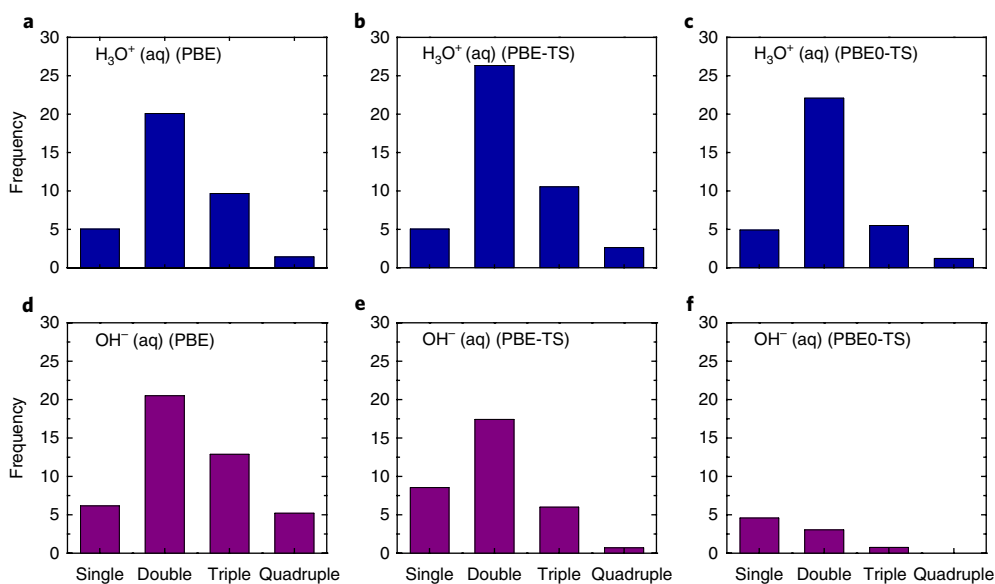 a
H₃O⁺ (aq) (PBE)
Frequency
30
25
20
15
10
5
0
b
H₃O⁺ (aq) (PBE-TS)
30
25
20
15
10
5
0
c
H₃O⁺ (aq) (PBE0-TS)
30
25
20
15
10
5
0
d
OH⁻ (aq) (PBE)
Frequency
30
25
20
15
10
5
0
Single Double Triple Quadruple
e
OH⁻ (aq) (PBE-TS)
30
25
20
15
10
5
0
Single Double Triple Quadruple
f
OH⁻ (aq) (PBE0-TS)
30
25
20
15
10
5
0
Single Double Triple Quadruple